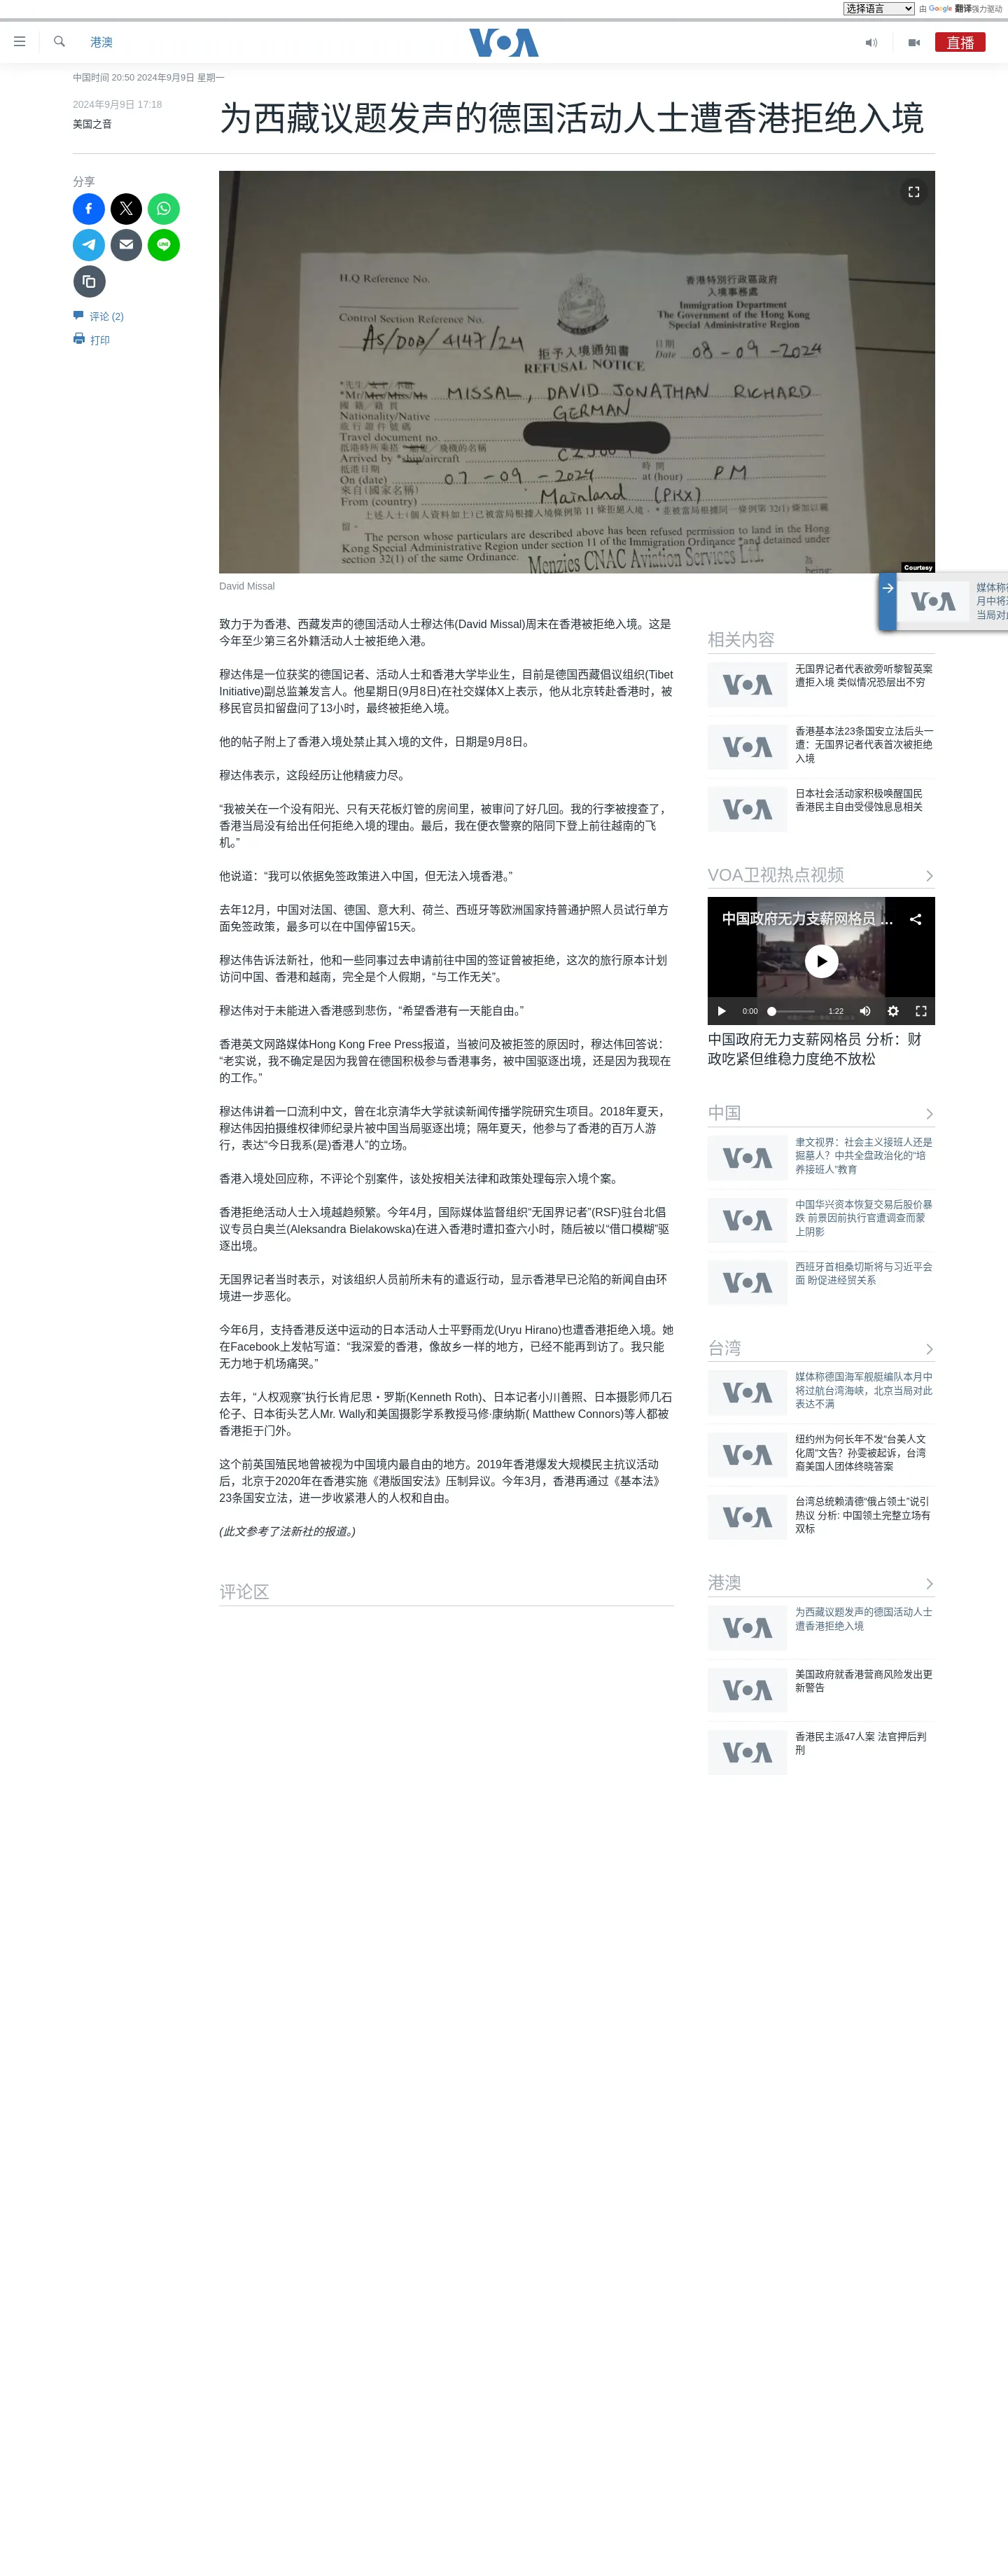 选择语言 由 Google 翻译强力驱动
港澳
VOA
直播
中国时间 20:50 2024年9月9日 星期一
2024年9月9日 17:18
美国之音
为西藏议题发声的德国活动人士遭香港拒绝入境
分享
评论 (2)
打印
H.Q Reference No.
Control Section Reference No.
AS/DOB/4147/24
香港特別行政區政府
入境事務處
Immigration Department
The Government of the Hong Kong
Special Administrative Region
日期
Date 08-09-2024
拒予入境通知書
REFUSAL NOTICE
*Mr/Mrs/Miss/Ms MISSAL, DAVID JONATHAN RICHARD
Nationality/Native GERMAN
Travel document no.
Arrived by *ship/aircraft
On (date) 07-09-2024 at (hour) PM
From (country) Mainland (PRX)
The person whose particulars are described above has been refused permission to land in the Hong
Kong Special Administrative Region under section 11 of the Immigration Ordinance *and detained under
section 32(1) of the same Ordinance.
Menzies CNAC Aviation Services Ltd.
being:
Courtesy
David Missal
致力于为香港、西藏发声的德国活动人士穆达伟(David Missal)周末在香港被拒绝入境。这是
今年至少第三名外籍活动人士被拒绝入港。
穆达伟是一位获奖的德国记者、活动人士和香港大学毕业生，目前是德国西藏倡议组织(Tibet
Initiative)副总监兼发言人。他星期日(9月8日)在社交媒体X上表示，他从北京转赴香港时，被
移民官员扣留盘问了13小时，最终被拒绝入境。
他的帖子附上了香港入境处禁止其入境的文件，日期是9月8日。
穆达伟表示，这段经历让他精疲力尽。
“我被关在一个没有阳光、只有天花板灯管的房间里，被审问了好几回。我的行李被搜查了，
香港当局没有给出任何拒绝入境的理由。最后，我在便衣警察的陪同下登上前往越南的飞
机。”
他说道：“我可以依据免签政策进入中国，但无法入境香港。”
去年12月，中国对法国、德国、意大利、荷兰、西班牙等欧洲国家持普通护照人员试行单方
面免签政策，最多可以在中国停留15天。
穆达伟告诉法新社，他和一些同事过去申请前往中国的签证曾被拒绝，这次的旅行原本计划
访问中国、香港和越南，完全是个人假期，“与工作无关”。
穆达伟对于未能进入香港感到悲伤，“希望香港有一天能自由。”
香港英文网路媒体Hong Kong Free Press报道，当被问及被拒签的原因时，穆达伟回答说：
“老实说，我不确定是因为我曾在德国积极参与香港事务，被中国驱逐出境，还是因为我现在
的工作。”
穆达伟讲着一口流利中文，曾在北京清华大学就读新闻传播学院研究生项目。2018年夏天，
穆达伟因拍摄维权律师纪录片被中国当局驱逐出境；隔年夏天，他参与了香港的百万人游
行，表达“今日我系(是)香港人”的立场。
香港入境处回应称，不评论个别案件，该处按相关法律和政策处理每宗入境个案。
香港拒绝活动人士入境越趋频繁。今年4月，国际媒体监督组织“无国界记者”(RSF)驻台北倡
议专员白奥兰(Aleksandra Bielakowska)在进入香港时遭扣查六小时，随后被以“借口模糊”驱
逐出境。
无国界记者当时表示，对该组织人员前所未有的遣返行动，显示香港早已沦陷的新闻自由环
境进一步恶化。
今年6月，支持香港反送中运动的日本活动人士平野雨龙(Uryu Hirano)也遭香港拒绝入境。她
在Facebook上发帖写道：“我深爱的香港，像故乡一样的地方，已经不能再到访了。我只能
无力地于机场痛哭。”
去年，“人权观察”执行长肯尼思・罗斯(Kenneth Roth)、日本记者小川善照、日本摄影师几石
伦子、日本街头艺人Mr. Wally和美国摄影学系教授马修·康纳斯( Matthew Connors)等人都被
香港拒于门外。
这个前英国殖民地曾被视为中国境内最自由的地方。2019年香港爆发大规模民主抗议活动
后，北京于2020年在香港实施《港版国安法》压制异议。今年3月，香港再通过《基本法》
23条国安立法，进一步收紧港人的人权和自由。
(此文参考了法新社的报道。)
评论区
VOA 媒体称德
月中将过
当局对此
相关内容
VOA 无国界记者代表欲旁听黎智英案
遭拒入境 类似情况恐层出不穷
VOA 香港基本法23条国安立法后头一
遭：无国界记者代表首次被拒绝
入境
VOA 日本社会活动家积极唤醒国民
香港民主自由受侵蚀息息相关
VOA卫视热点视频
中国政府无力支薪网格员 ...
0:00 1:22
中国政府无力支薪网格员 分析：财
政吃紧但维稳力度绝不放松
中国
VOA 聿文视界：社会主义接班人还是
掘墓人？中共全盘政治化的“培
养接班人”教育
VOA 中国华兴资本恢复交易后股价暴
跌 前景因前执行官遭调查而蒙
上阴影
VOA 西班牙首相桑切斯将与习近平会
面 盼促进经贸关系
台湾
VOA 媒体称德国海军舰艇编队本月中
将过航台湾海峡，北京当局对此
表达不满
VOA 纽约州为何长年不发“台美人文
化周”文告？孙雯被起诉，台湾
裔美国人团体终晓答案
VOA 台湾总统赖清德“俄占领土”说引
热议 分析: 中国领土完整立场有
双标
港澳
VOA 为西藏议题发声的德国活动人士
遭香港拒绝入境
VOA 美国政府就香港营商风险发出更
新警告
VOA 香港民主派47人案 法官押后判
刑